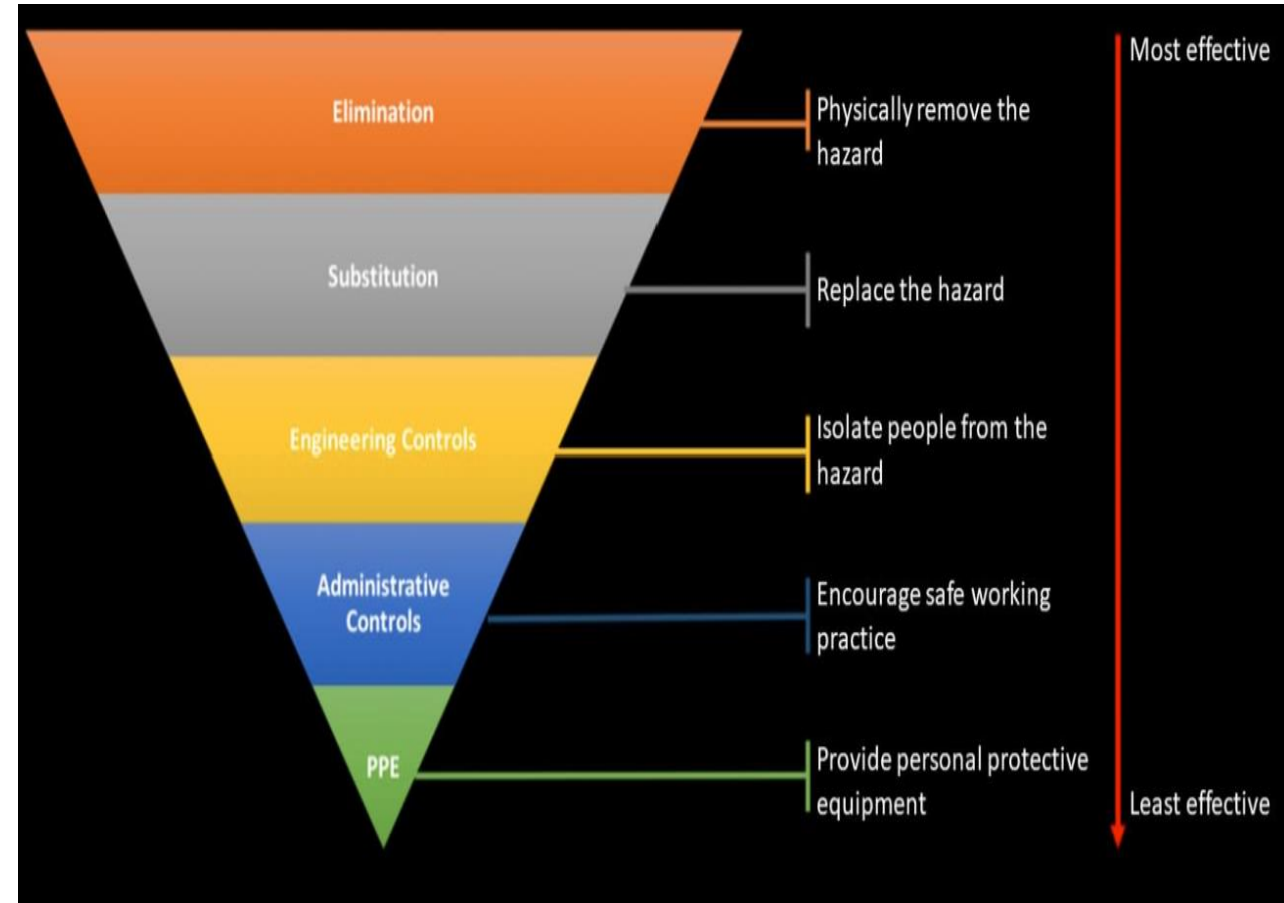 Most effective
Elimination
Physically remove the
hazard
Substitution
Replace the hazard
Engineering Controls
Isolate people from the
hazard
Administrative
Controls
Encourage safe working
practice
PPE
Provide personal protective
equipment
Least effective